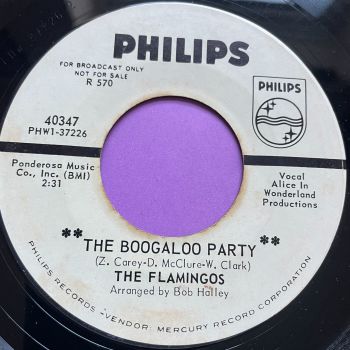 PHILIPS
FOR BROADCAST ONLY
NOT FOR SALE
R 570
PHILIPS
40347
PHW1-37226
Ponderosa Music
Co., Inc. (BMI)
2:31
Vocal
Alice In
Wonderland
Productions
**THE BOOGALOO PARTY**
(Z. Carey-D. McClure-W. Clark)
THE FLAMINGOS
Arranged by Bob Halley
PHILIPS RECORDS • VENDOR: MERCURY RECORD CORPORATION